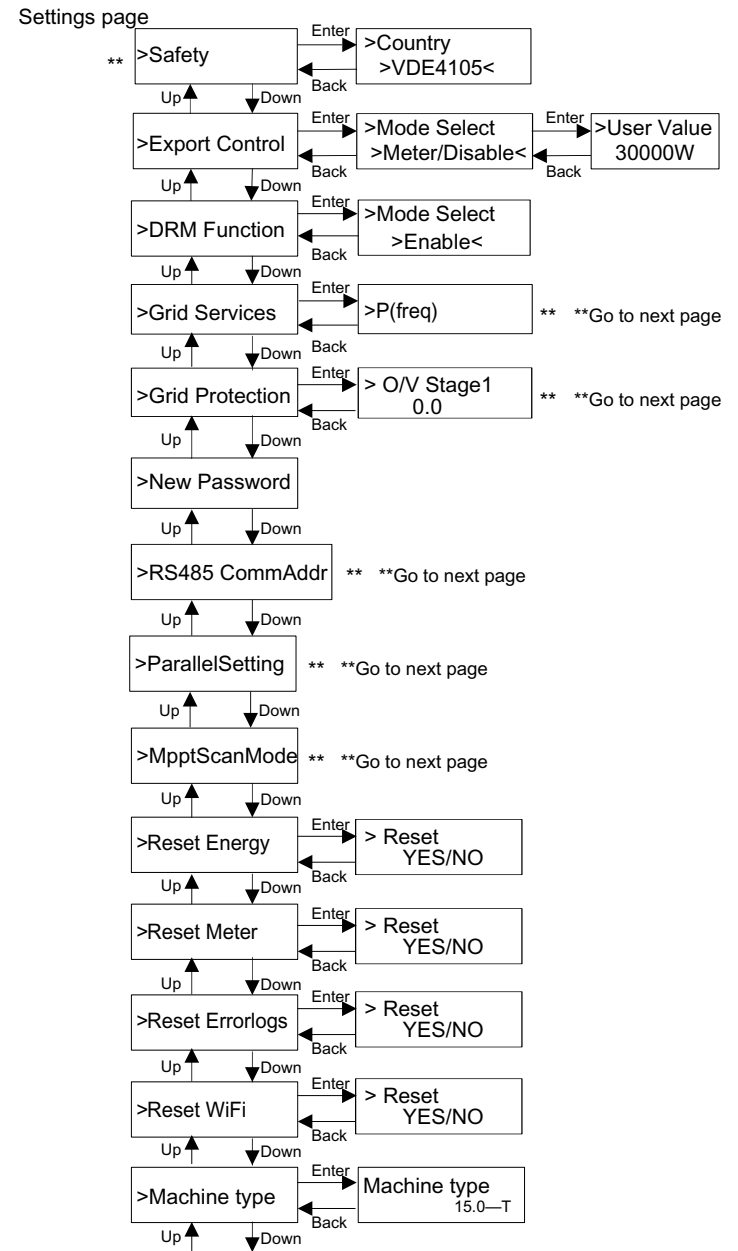 Settings page
** >Safety Enter >Country
>VDE4105<
Back
Up Down
>Export Control Enter >Mode Select Enter >User Value
>Meter/Disable< 30000W
Back Back
Up Down
>DRM Function Enter >Mode Select
>Enable<
Back
Up Down
>Grid Services Enter >P(freq) ** **Go to next page
Back
Up Down
>Grid Protection Enter > O/V Stage1 ** **Go to next page
0.0
Back
Up Down
>New Password
Up Down
>RS485 CommAddr ** **Go to next page
Up Down
>ParallelSetting ** **Go to next page
Up Down
>MpptScanMode ** **Go to next page
Up Down
>Reset Energy Enter > Reset
YES/NO
Back
Up Down
>Reset Meter Enter > Reset
YES/NO
Back
Up Down
>Reset Errorlogs Enter > Reset
YES/NO
Back
Up Down
>Reset WiFi Enter > Reset
YES/NO
Back
Up Down
>Machine type Enter Machine type
15.0—T
Back
Up Down